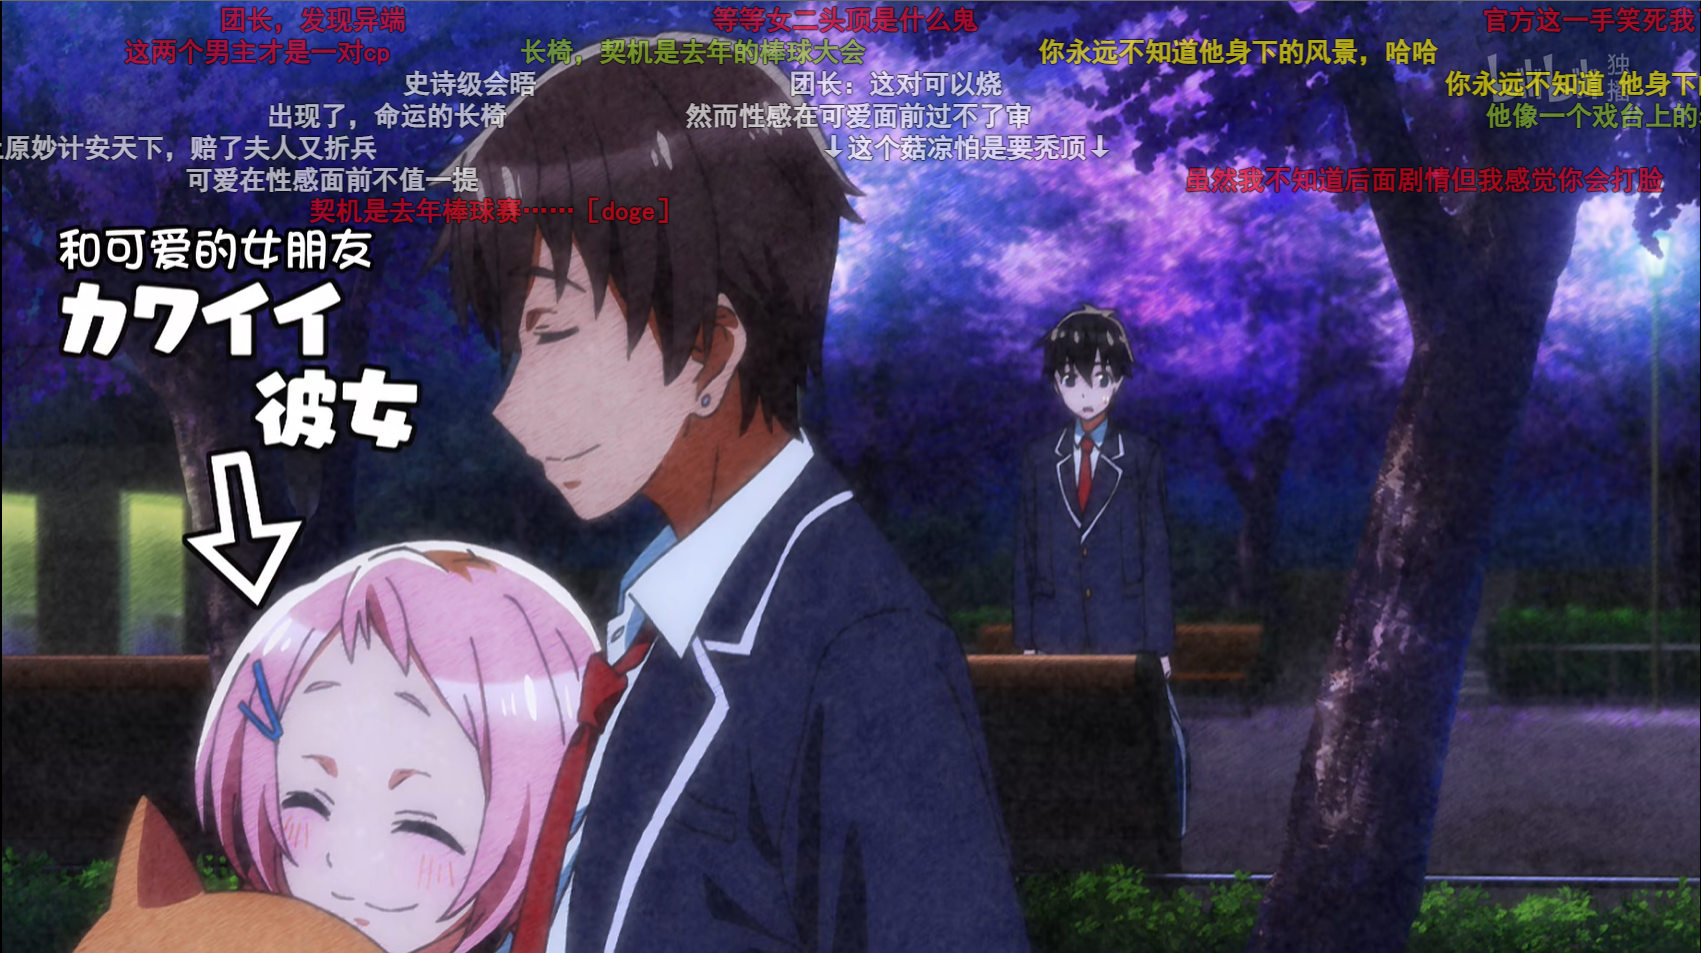 团长，发现异端
等等女二头顶是什么鬼
官方这一手笑死我
这两个男主才是一对cp
长椅，契机是去年的棒球大会
你永远不知道他身下的风景，哈哈
独播
史诗级会晤
团长：这对可以烧
你永远不知道 他身下
出现了，命运的长椅
然而性感在可爱面前过不了审
他像一个戏台上的
原妙计安天下，赔了夫人又折兵
↓这个菇凉怕是要秃顶↓
可爱在性感面前不值一提
虽然我不知道后面剧情但我感觉你会打脸
契机是去年棒球赛……［doge］
和可爱的女朋友
カワイイ
彼女